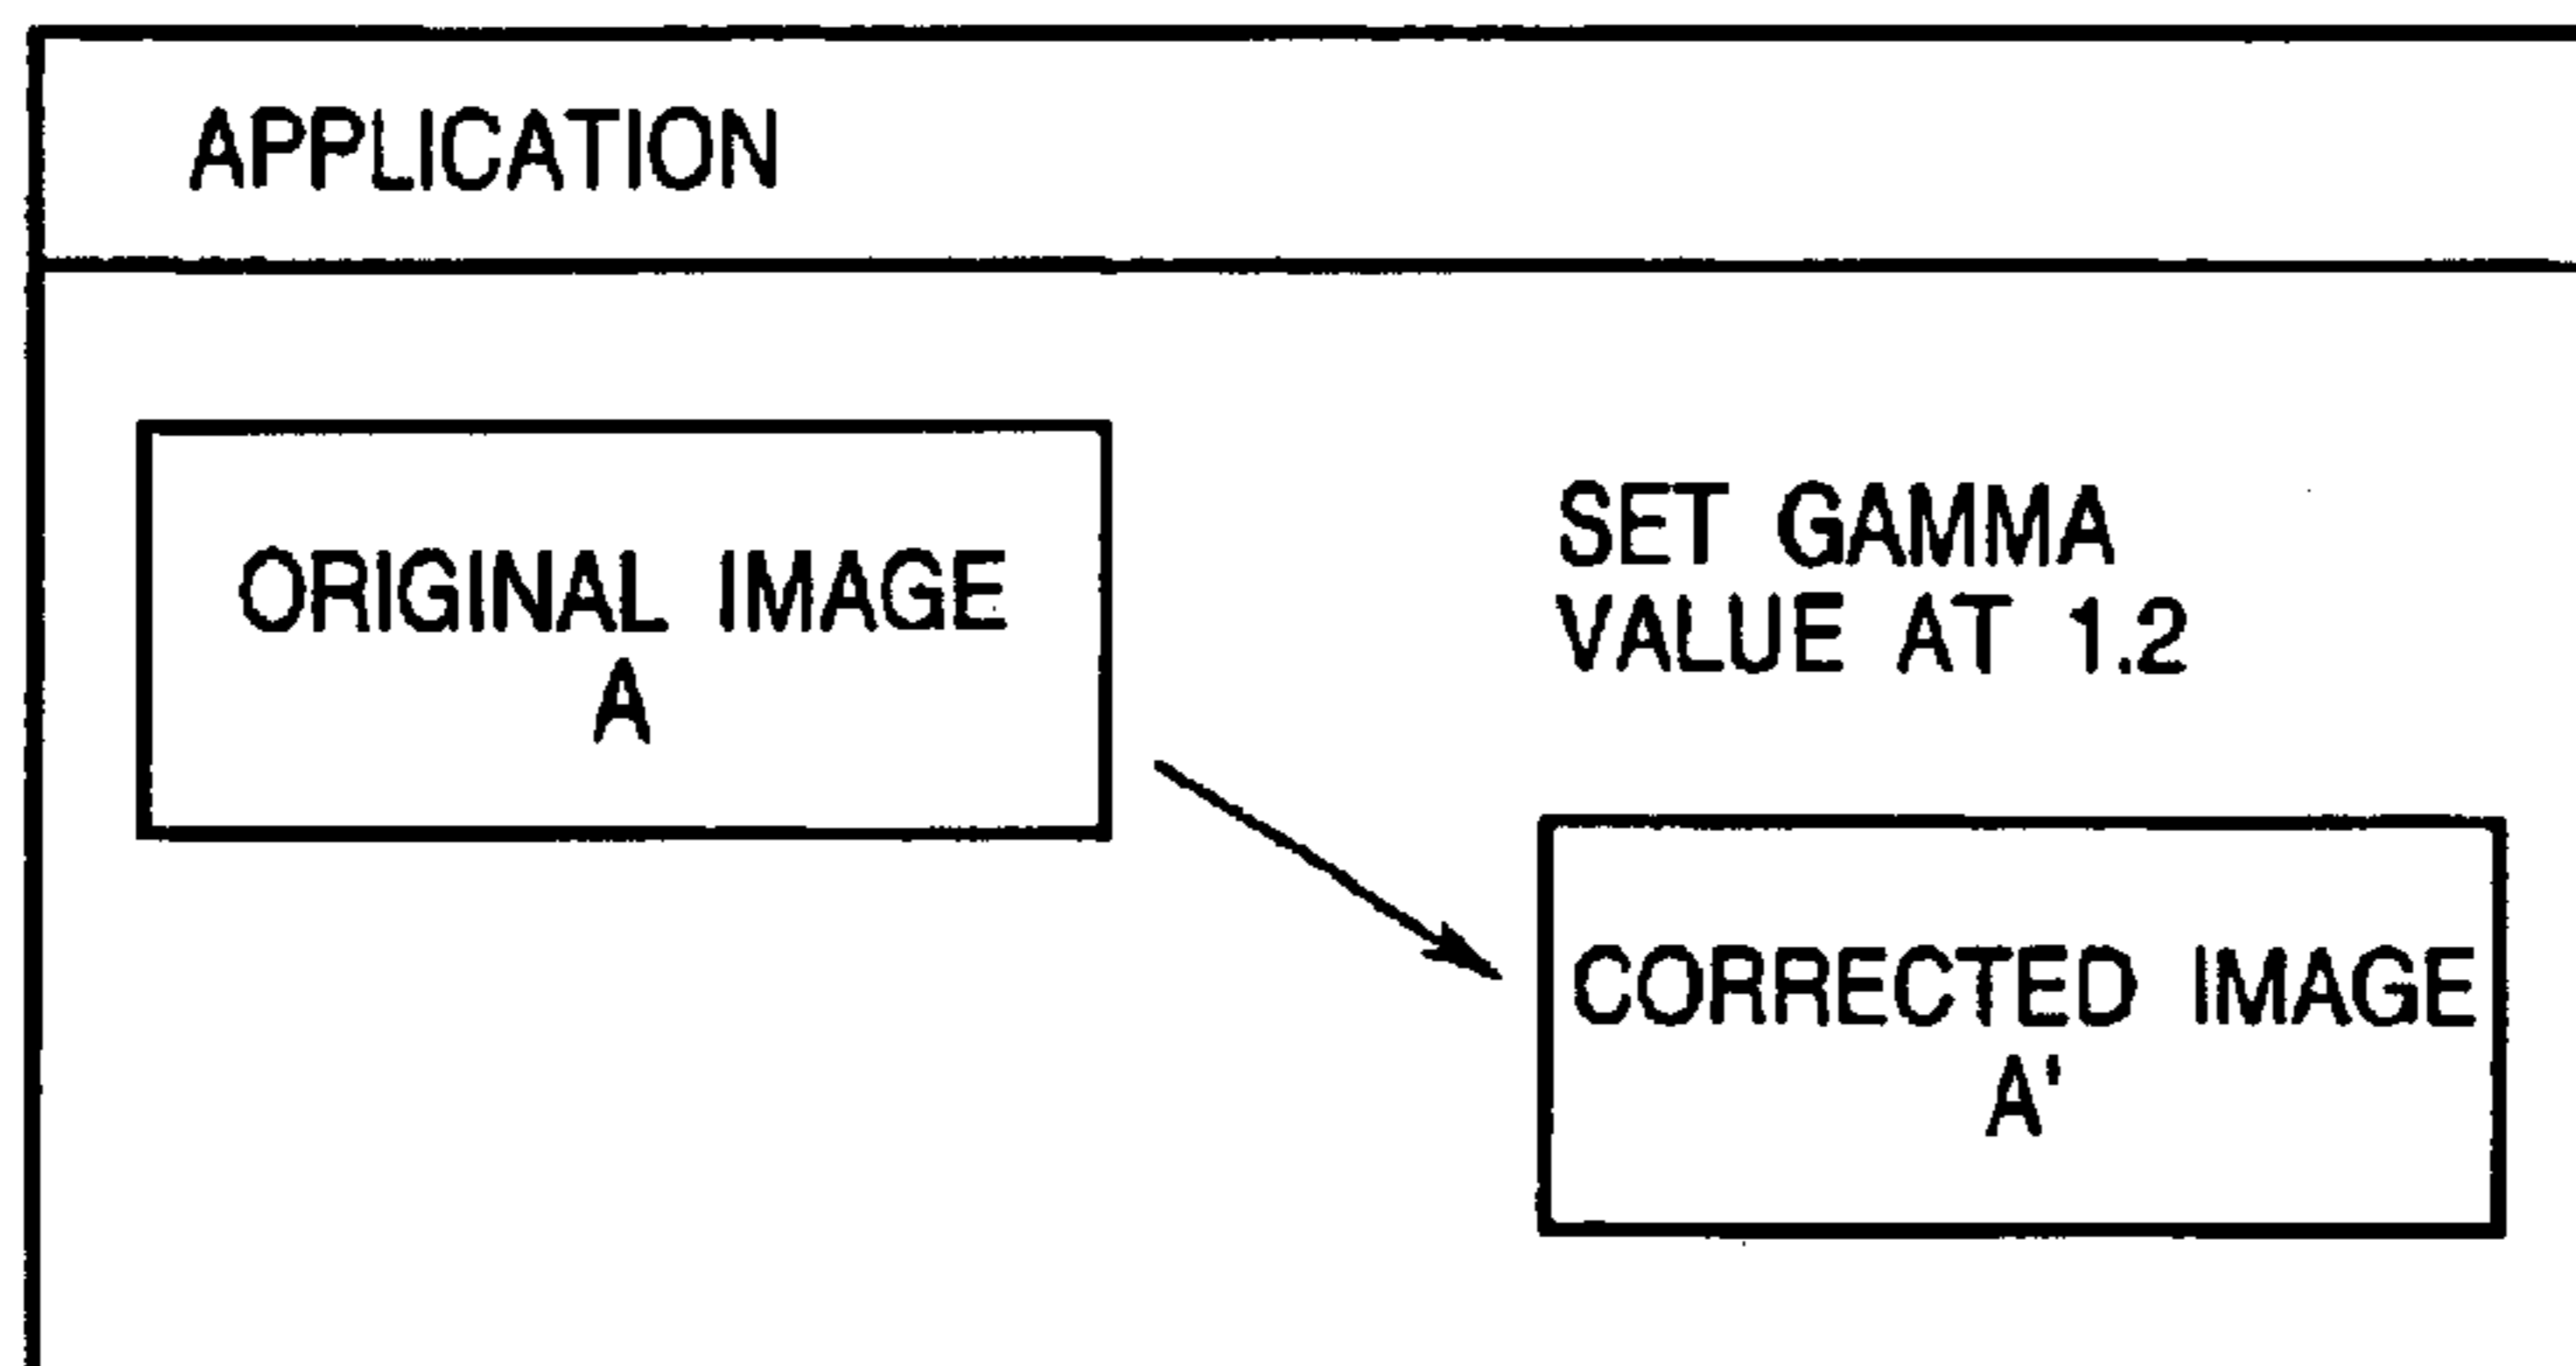 APPLICATION
ORIGINAL IMAGE
A
SET GAMMA
VALUE AT 1.2
CORRECTED IMAGE
A'